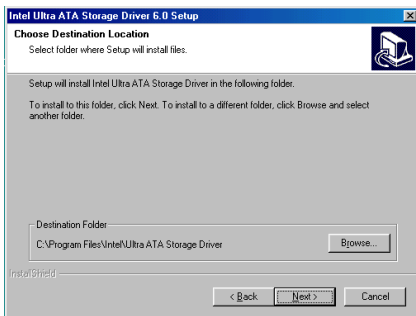 Intel Ultra ATA Storage Driver 6.0 Setup
Choose Destination Location
Select folder where Setup will install files.
Setup will install Intel Ultra ATA Storage Driver in the following folder.
To install to this folder, click Next. To install to a different folder, click Browse and select
another folder.
Destination Folder
C:\Program Files\Intel\Ultra ATA Storage Driver
Browse...
InstallShield
< Back
Next >
Cancel